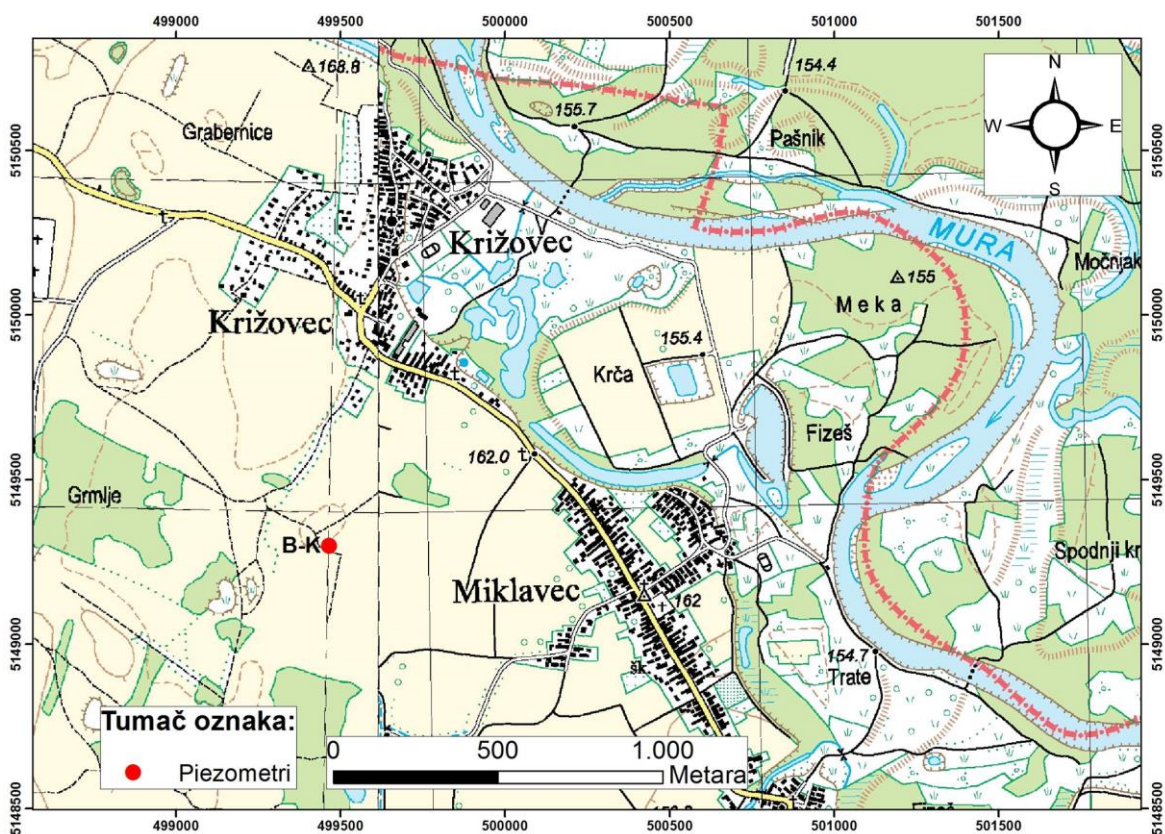 499000 499500 500000 500500 501000 501500
168.8
154.4
N
155.7
Grabernice
Pašnik
W E
S
5150500 5150500
Križovec
MURA
Močnjak
155
Križovec
Meka
5150000 5150000
155.4
Krča
Fizeš
162.0
5149500 5149500
Grmlje
B-K
Spodnji kr
Miklavec
162
5149000 5149000
154.7
Trate
šk
Tumač oznaka:
Piezometri
0 500 1.000
Metara
5148500 5148500
499000 499500 500000 500500 501000 501500